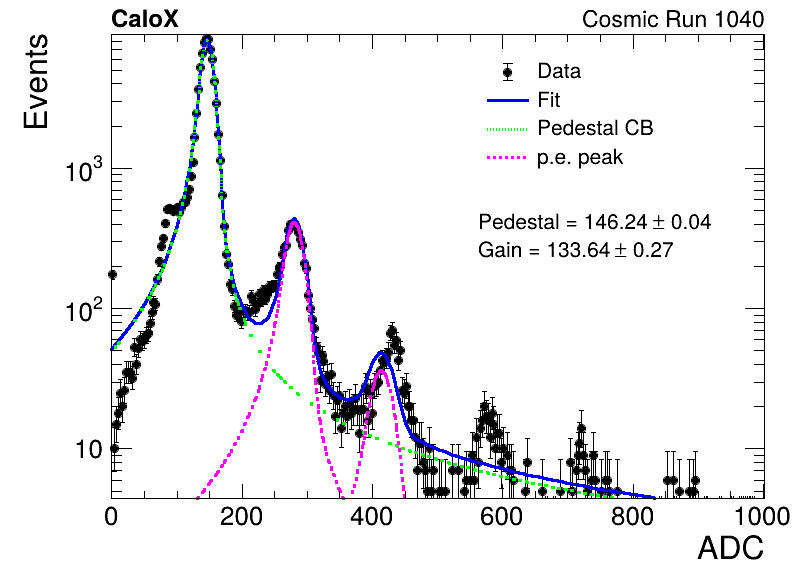 CaloX
Cosmic Run 1040
Events
Data
Fit
Pedestal CB
p.e. peak
Pedestal = 146.24 ± 0.04
Gain = 133.64 ± 0.27
10³
10²
10
0 200 400 600 800 1000
ADC